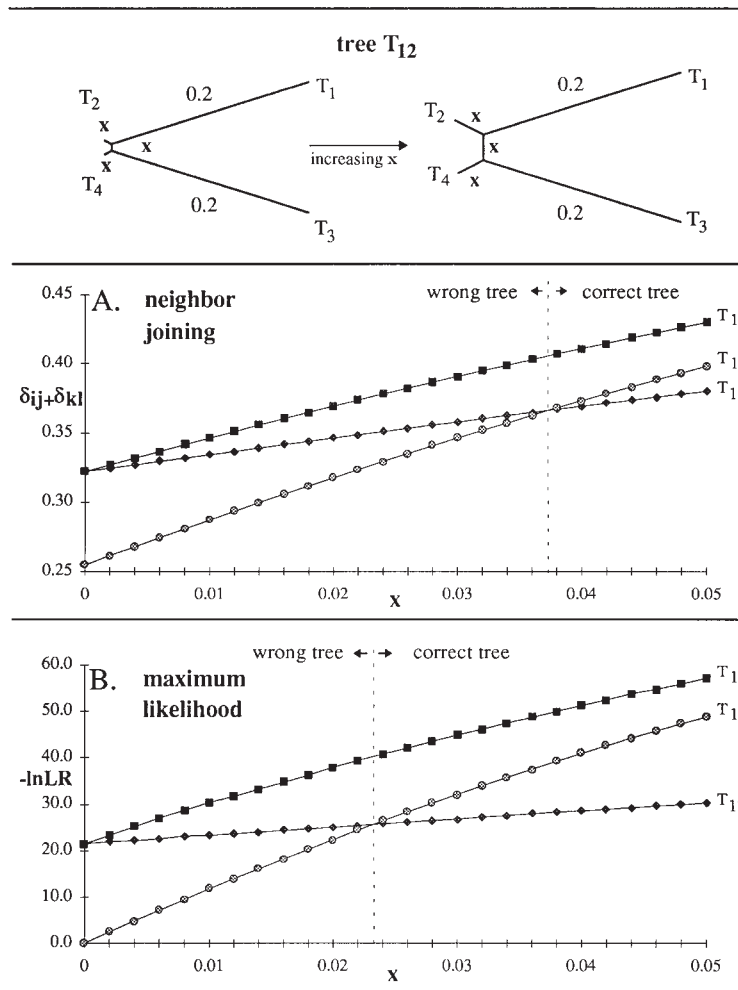 tree T12
T2
x
0.2
T1
x
x
T4
0.2
T3
increasing x
T2
x
0.2
T1
x
T4
x
0.2
T3
A. neighbor
joining
wrong tree
correct tree
δij+δkl
0.45
0.40
0.35
0.30
0.25
T1
T1
T1
0
0.01
0.02
0.03
0.04
0.05
x
B. maximum
likelihood
wrong tree
correct tree
-lnLR
60.0
50.0
40.0
30.0
20.0
10.0
0.0
T1
T1
T1
0
0.01
0.02
0.03
0.04
0.05
x